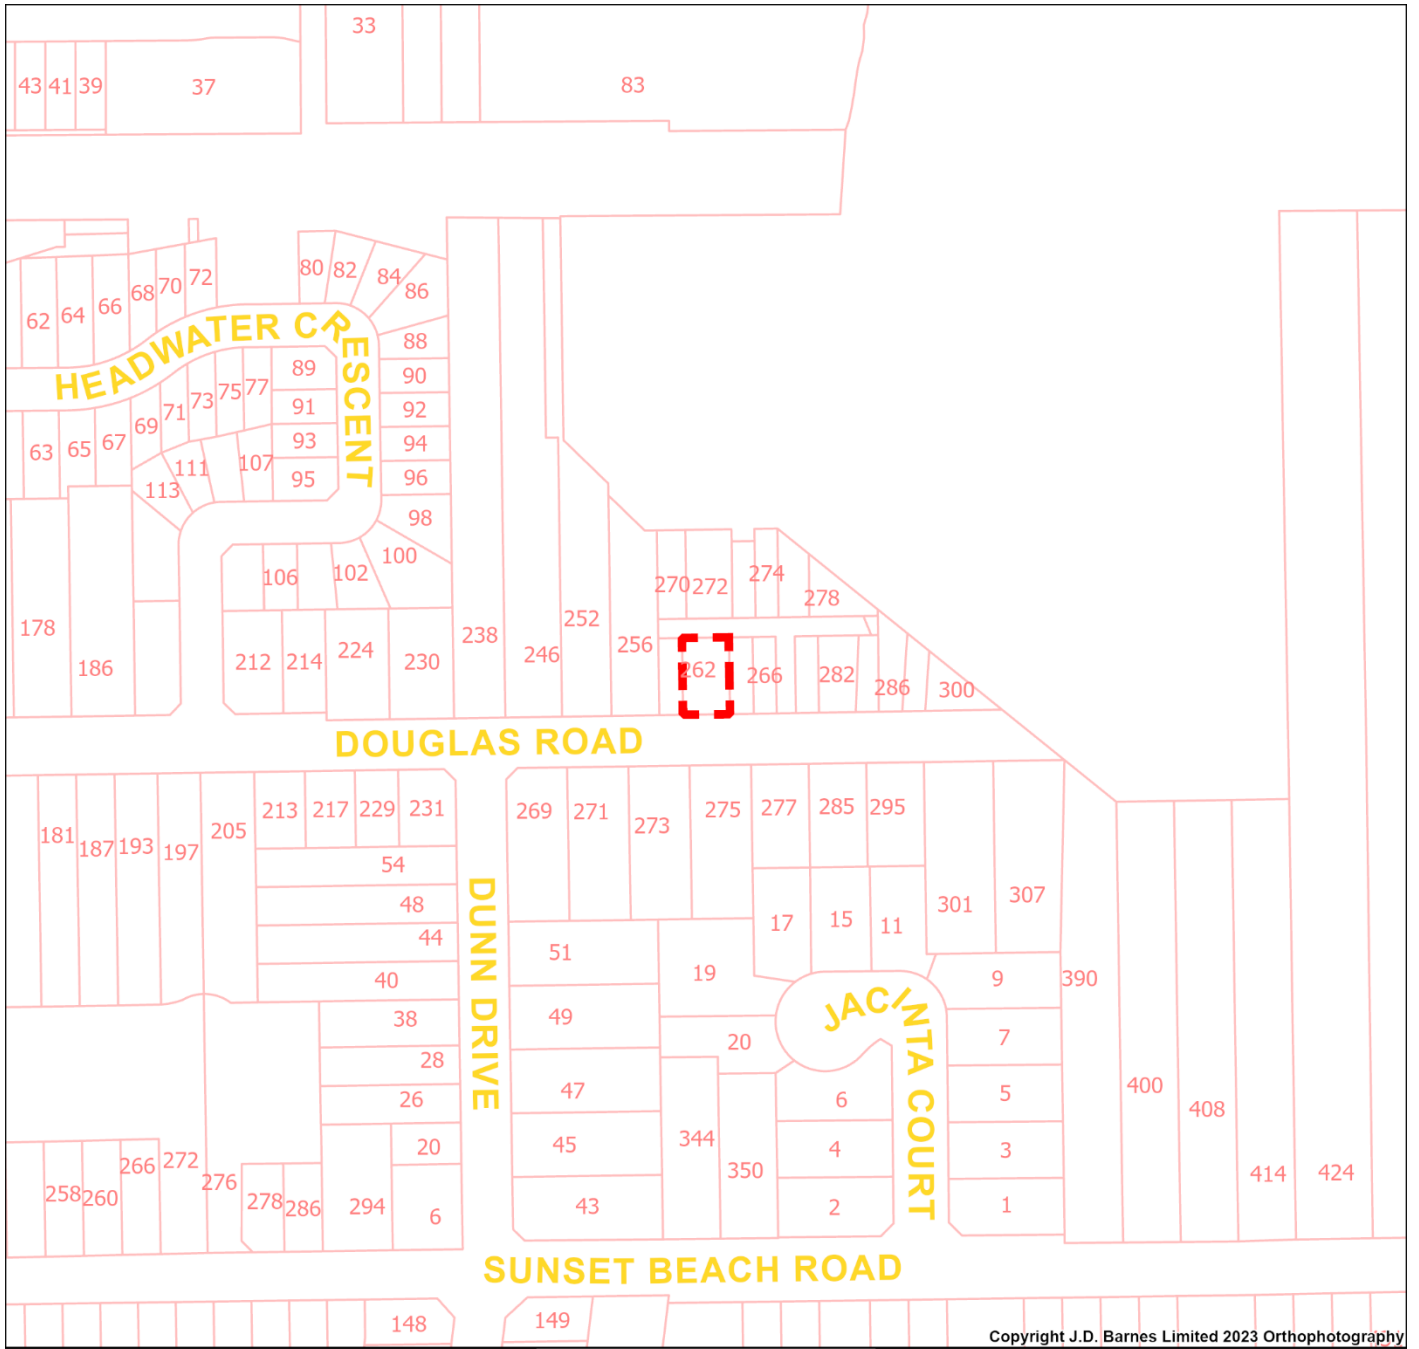 33
83
43 41 39 37
80 82 84 86
62 64 66 68 70 72
HEADWATER CRESCENT
88
89 90
91 92
93 94
95 96
63 65 67 69 71 73 75 77
113 111 107
98
100
106 102
270 272 274 278
178 186
212 214 224 230 238 246 252 256 262 266 282 286 300
DOUGLAS ROAD
181 187 193 197 205 213 217 229 231
269 271 273 275 277 285 295
54
48
44
40
38
28
26
20
6
DUNN DRIVE
51
49
47
45
43
19
20
17 15 11
301 307
JACINTA COURT
9
7
5
3
1
6
4
2
344 350
390 400 408 414 424
258 260 266 272 276 278 286 294
SUNSET BEACH ROAD
148 149
Copyright J.D. Barnes Limited 2023 Orthophotography